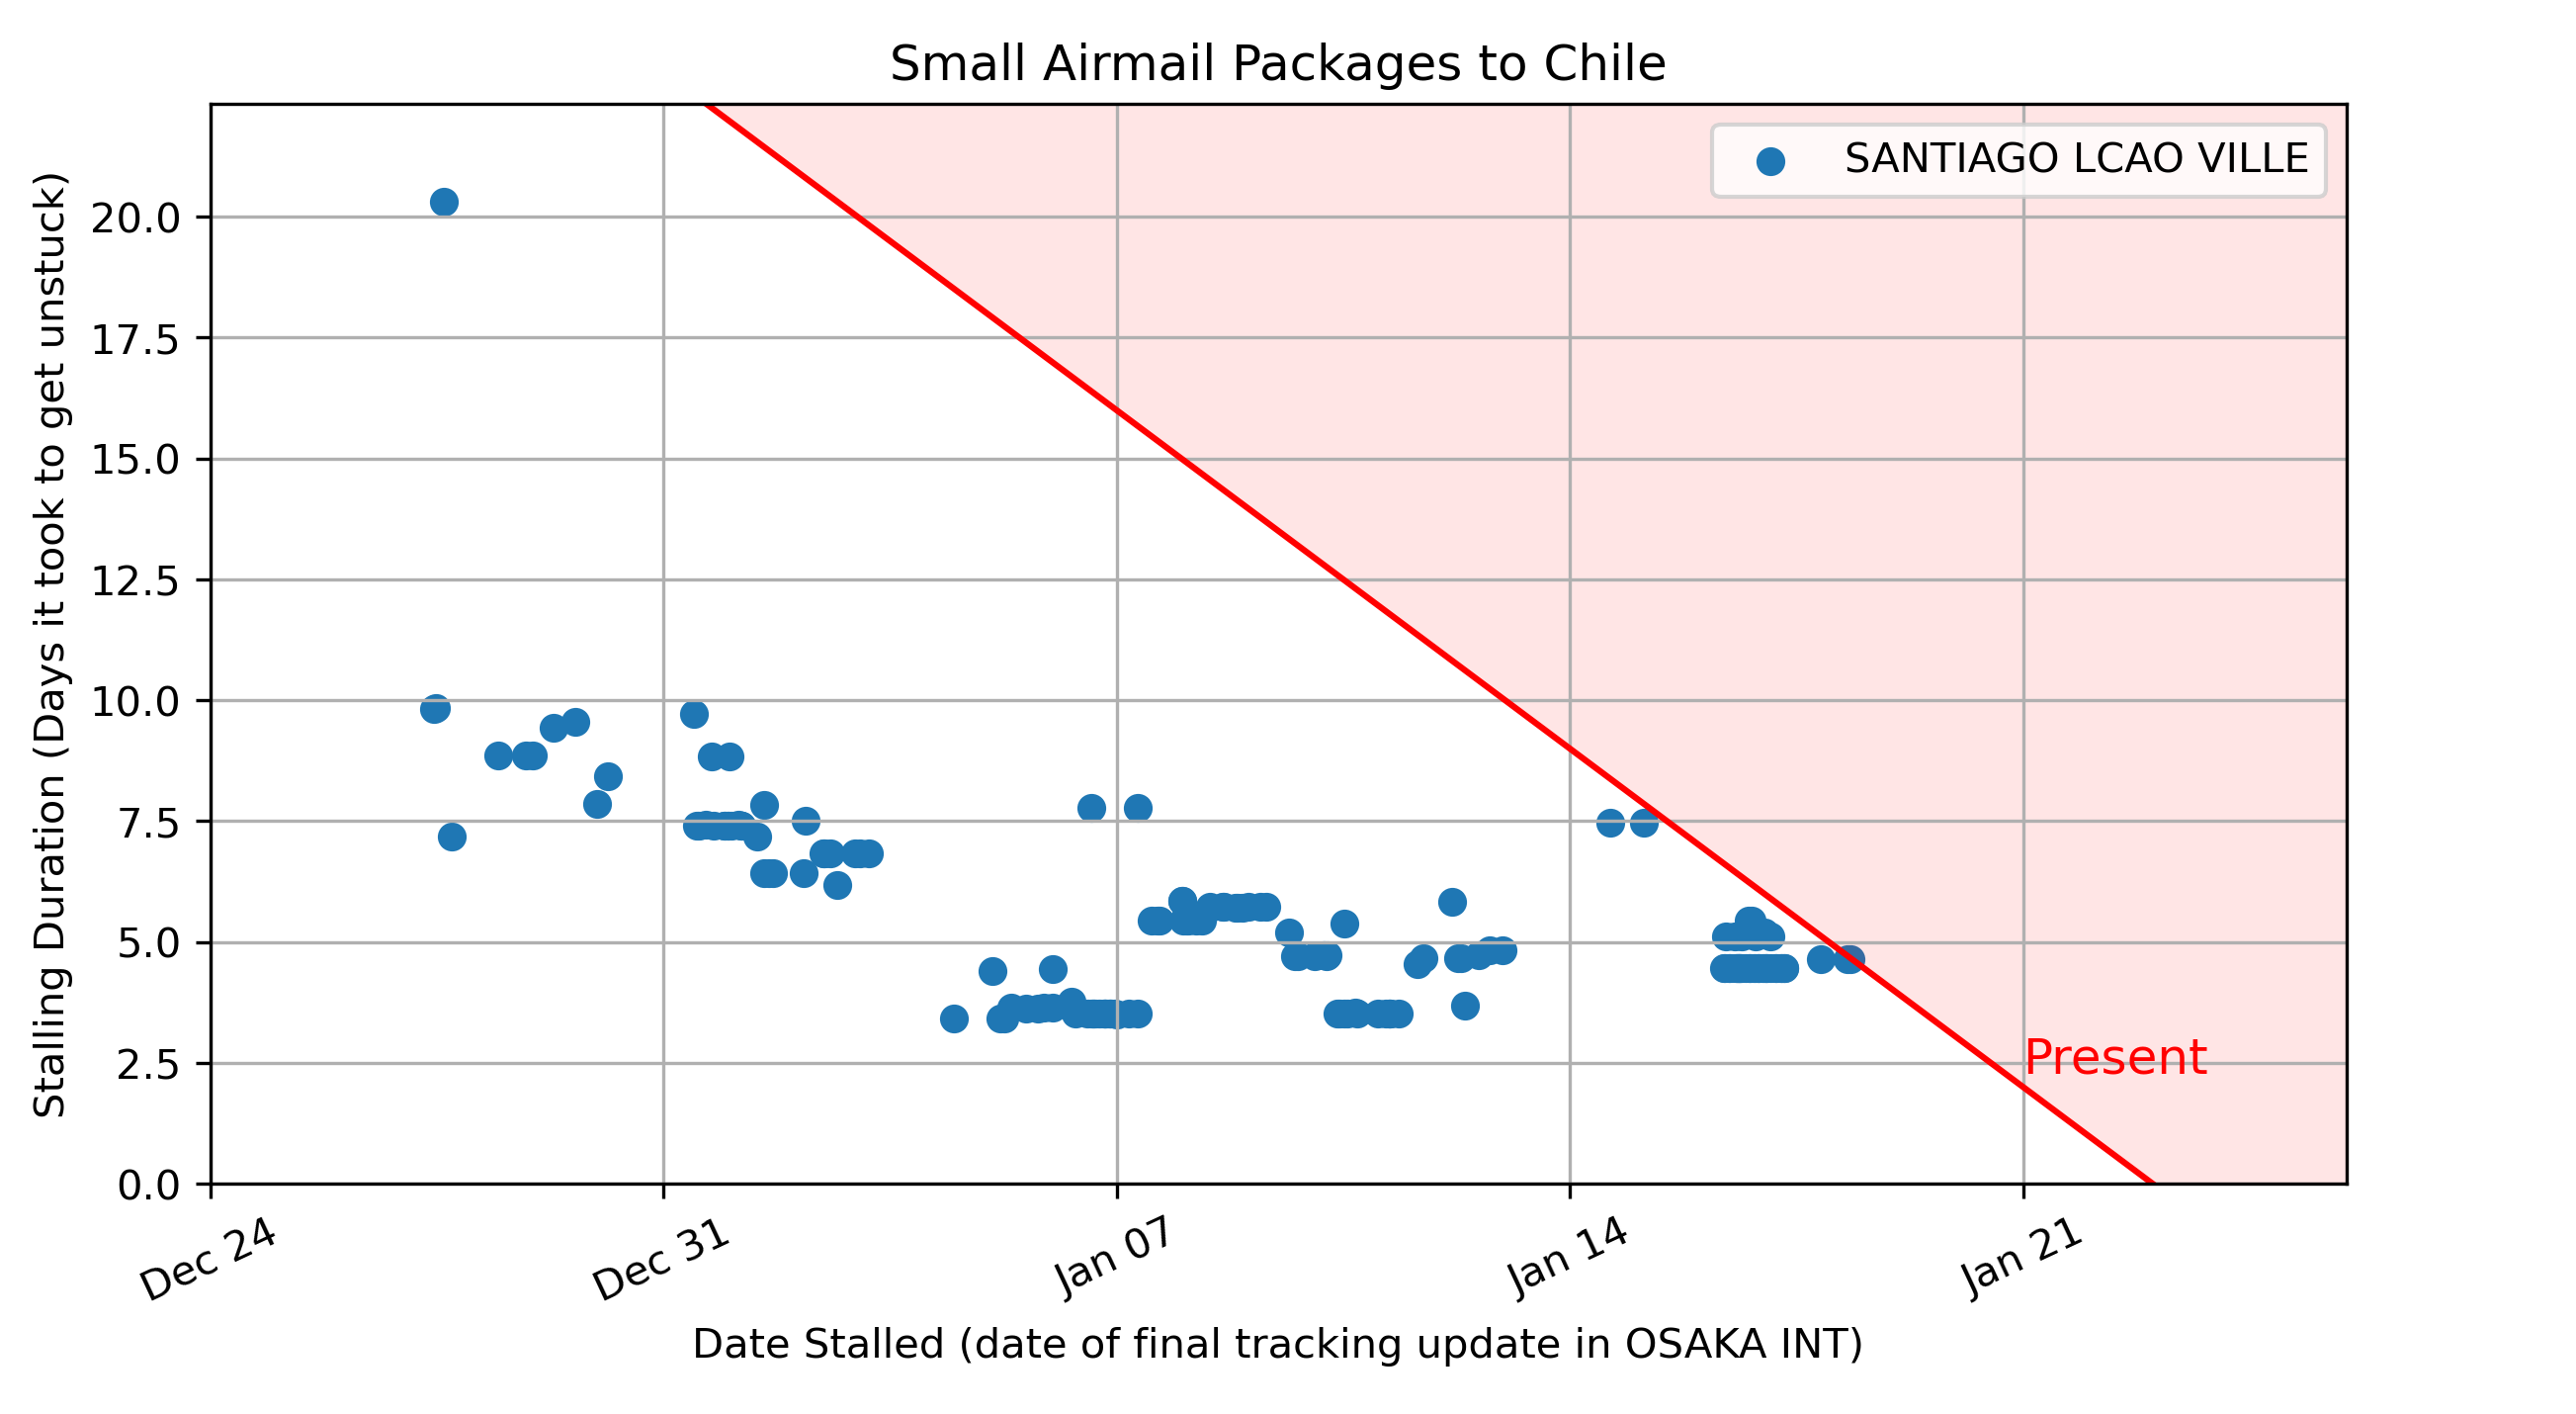 Small Airmail Packages to Chile
SANTIAGO LCAO VILLE
Stalling Duration (Days it took to get unstuck)
20.0
17.5
15.0
12.5
10.0
7.5
5.0
2.5
0.0
Present
Dec 24
Dec 31
Jan 07
Jan 14
Jan 21
Date Stalled (date of final tracking update in OSAKA INT)